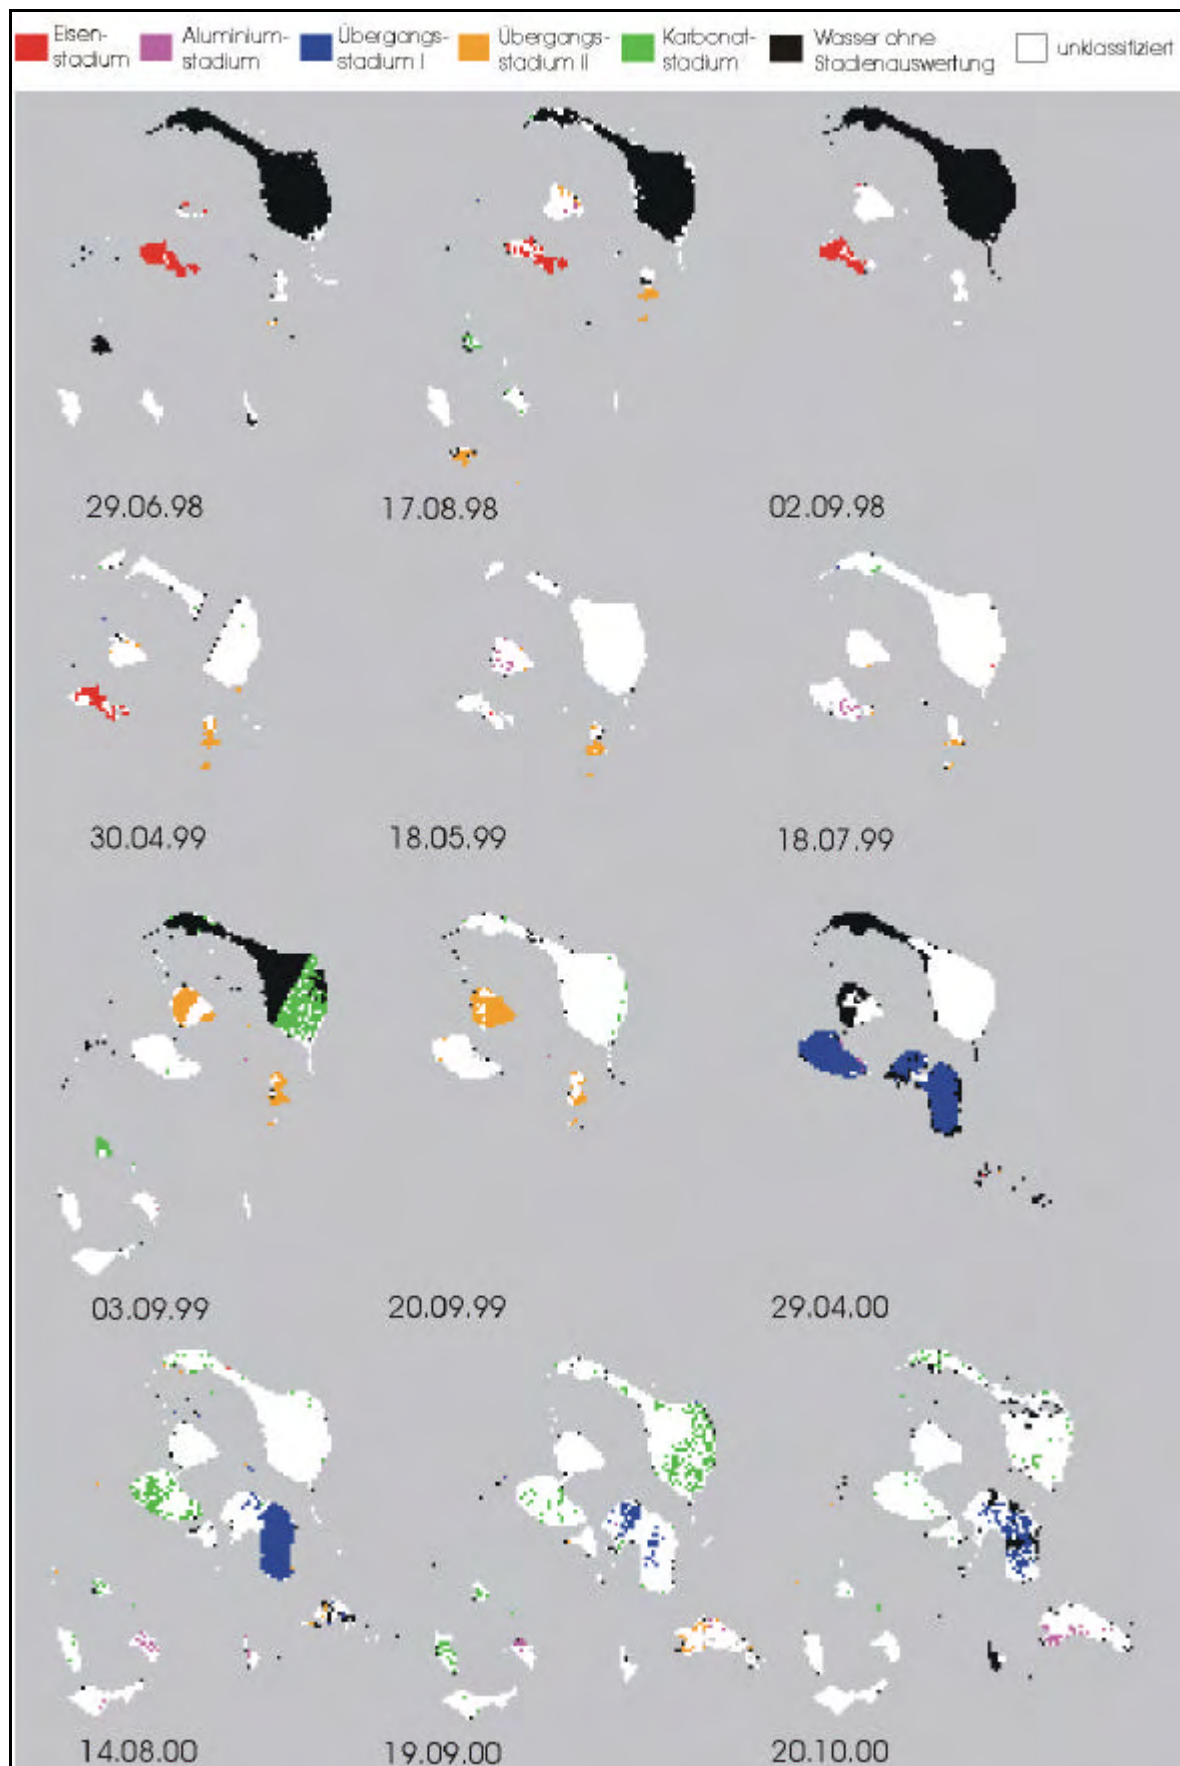 Eisen-
stadium
Aluminium-
stadium
Übergangs-
stadium I
Übergangs-
stadium II
Karbonat-
stadium
Wasser ohne
Stadienauswertung
unklassifiziert
29.06.98
17.08.98
02.09.98
30.04.99
18.05.99
18.07.99
03.09.99
20.09.99
29.04.00
14.08.00
19.09.00
20.10.00